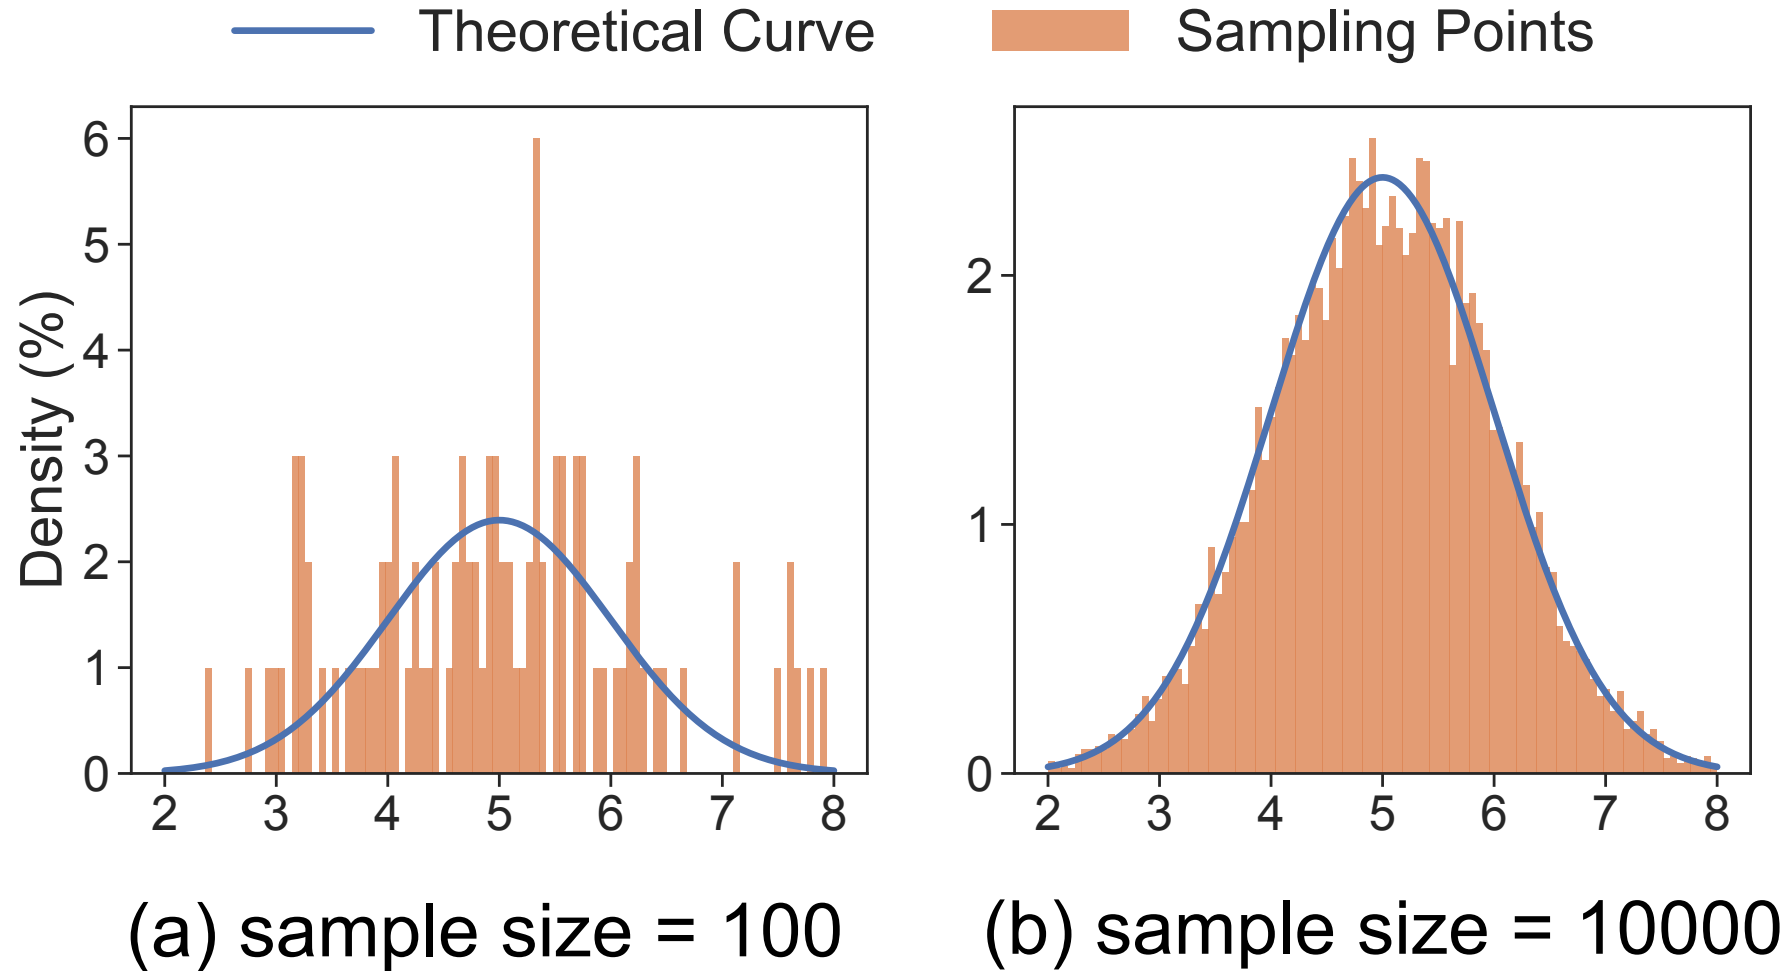 Theoretical Curve Sampling Points
Density (%)
6
5
4
3
2
1
0
2 3 4 5 6 7 8
2
1
0
2 3 4 5 6 7 8
(a) sample size = 100
(b) sample size = 10000